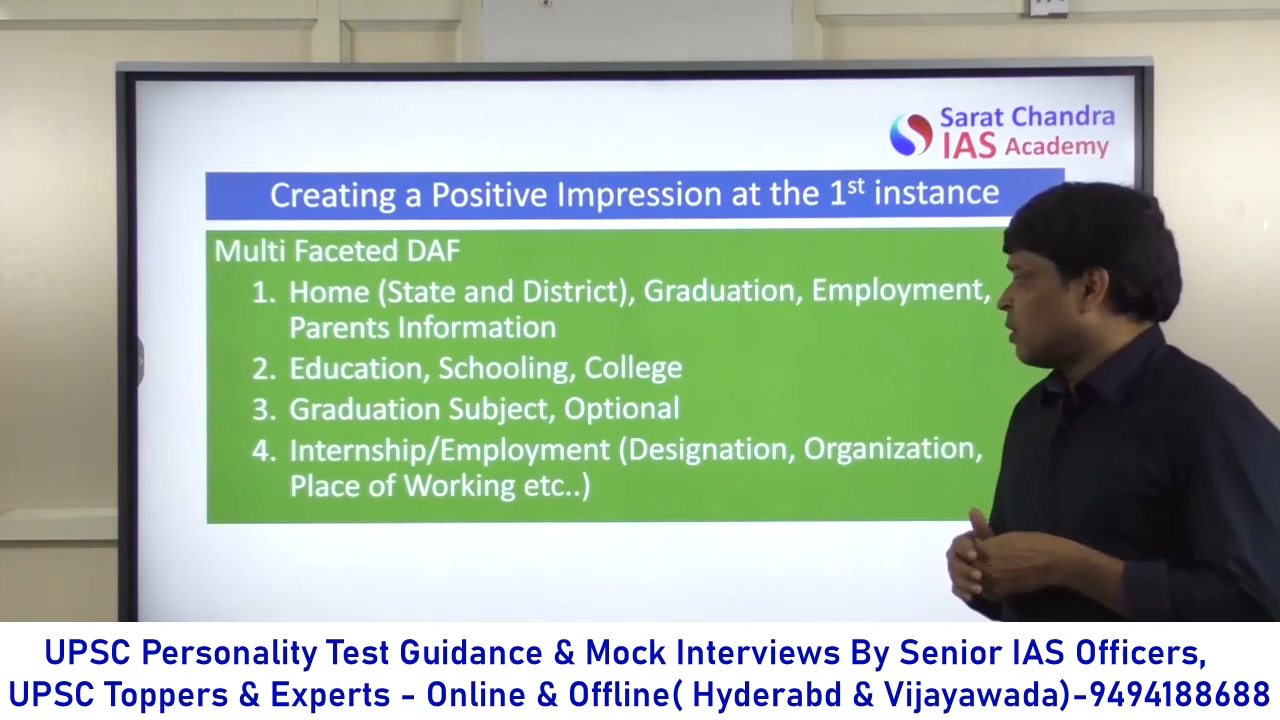 Sarat Chandra
IAS Academy
Creating a Positive Impression at the 1st instance
Multi Faceted DAF
1. Home (State and District), Graduation, Employment,
Parents Information
2. Education, Schooling, College
3. Graduation Subject, Optional
4. Internship/Employment (Designation, Organization,
Place of Working etc..)
UPSC Personality Test Guidance & Mock Interviews By Senior IAS Officers,
UPSC Toppers & Experts - Online & Offline( Hyderabd & Vijayawada)-9494188688